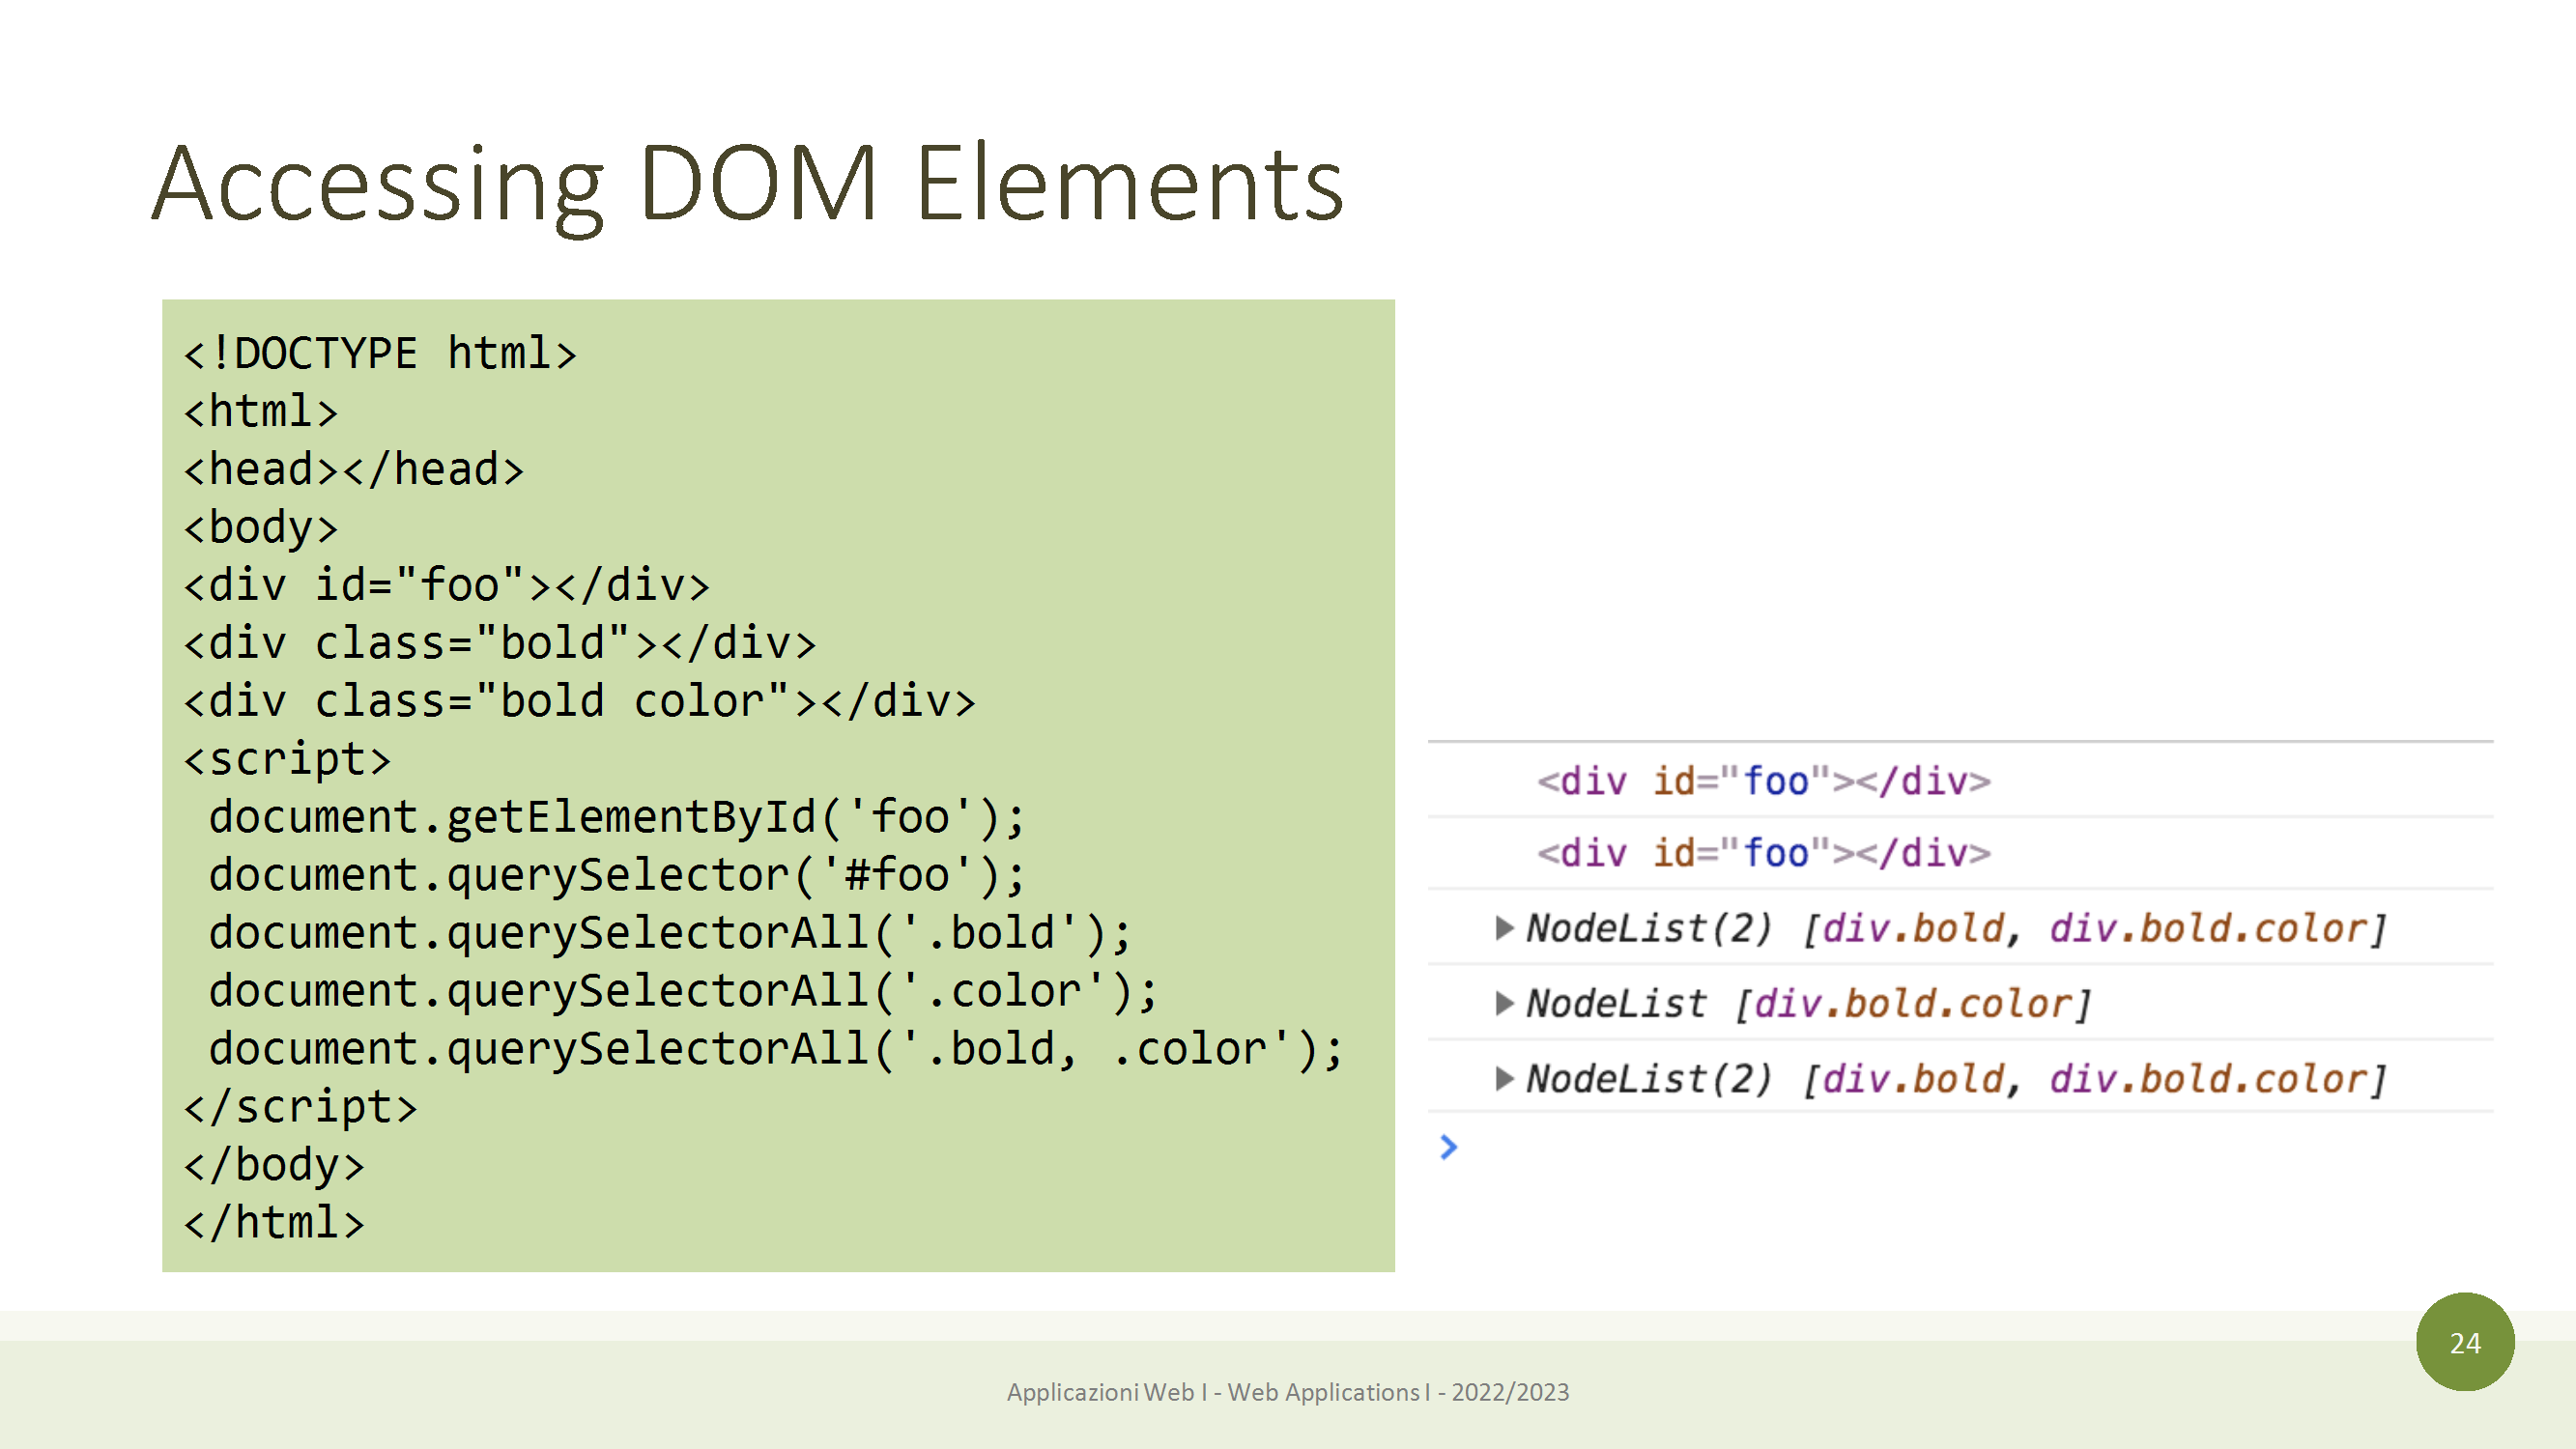 Accessing DOM Elements
<!DOCTYPE html>
<html>
<head></head>
<body>
<div id="foo"></div>
<div class="bold"></div>
<div class="bold color"></div>
<script>
document.getElementById('foo');
document.querySelector('#foo');
document.querySelectorAll('.bold');
document.querySelectorAll('.color');
document.querySelectorAll('.bold, .color');
</script>
</body>
</html>
<div id="foo"></div>
<div id="foo"></div>
NodeList(2) [div.bold, div.bold.color]
NodeList [div.bold.color]
NodeList(2) [div.bold, div.bold.color]
24
Applicazioni Web I - Web Applications I - 2022/2023